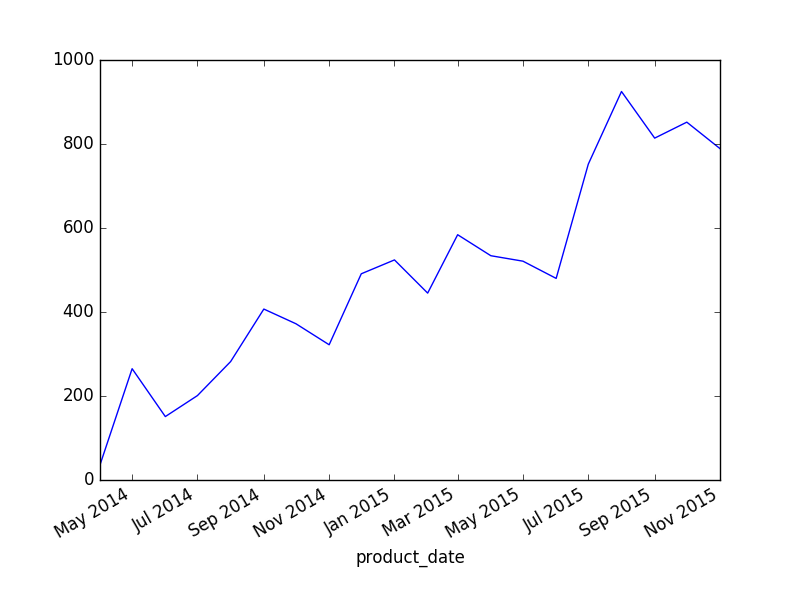 1000
800
600
400
200
0
May 2014
Jul 2014
Sep 2014
Nov 2014
Jan 2015
Mar 2015
May 2015
Jul 2015
Sep 2015
Nov 2015
product_date